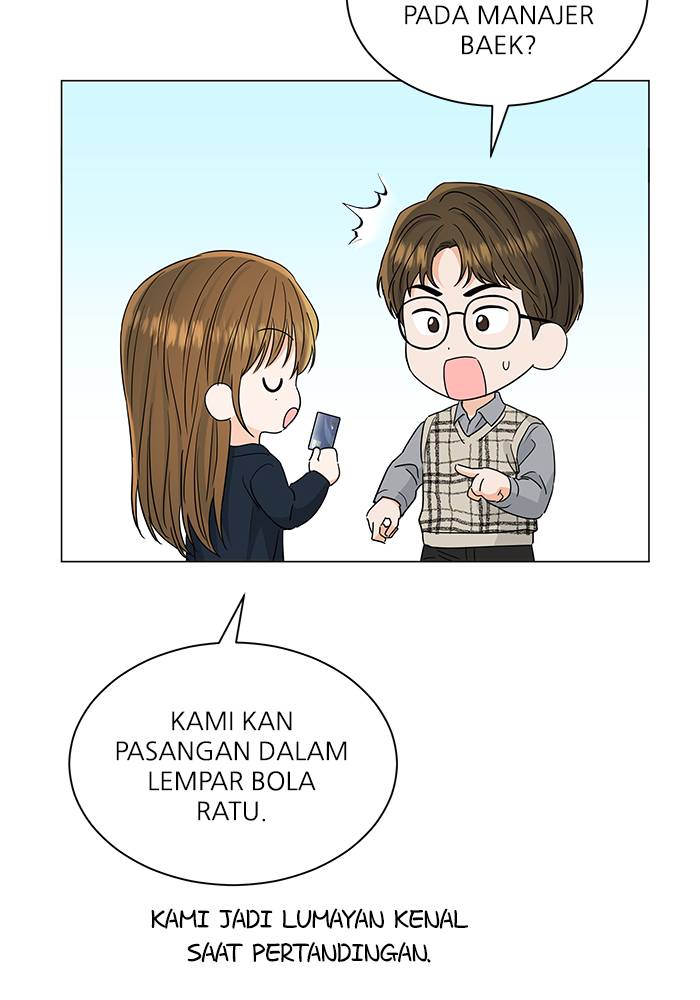 PADA MANAJER
BAEK?
KAMI KAN
PASANGAN DALAM
LEMPAR BOLA
RATU.
KAMI JADI LUMAYAN KENAL
SAAT PERTANDINGAN.